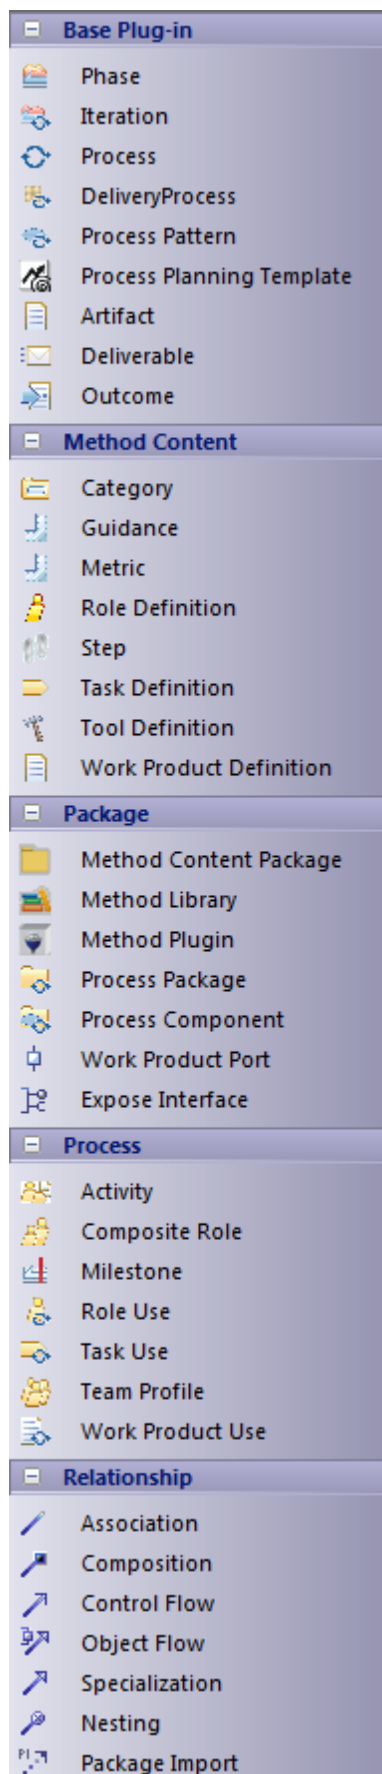 Base Plug-in
Phase
Iteration
Process
DeliveryProcess
Process Pattern
Process Planning Template
Artifact
Deliverable
Outcome
Method Content
Category
Guidance
Metric
Role Definition
Step
Task Definition
Tool Definition
Work Product Definition
Package
Method Content Package
Method Library
Method Plugin
Process Package
Process Component
Work Product Port
Expose Interface
Process
Activity
Composite Role
Milestone
Role Use
Task Use
Team Profile
Work Product Use
Relationship
Association
Composition
Control Flow
Object Flow
Specialization
Nesting
PI Package Import